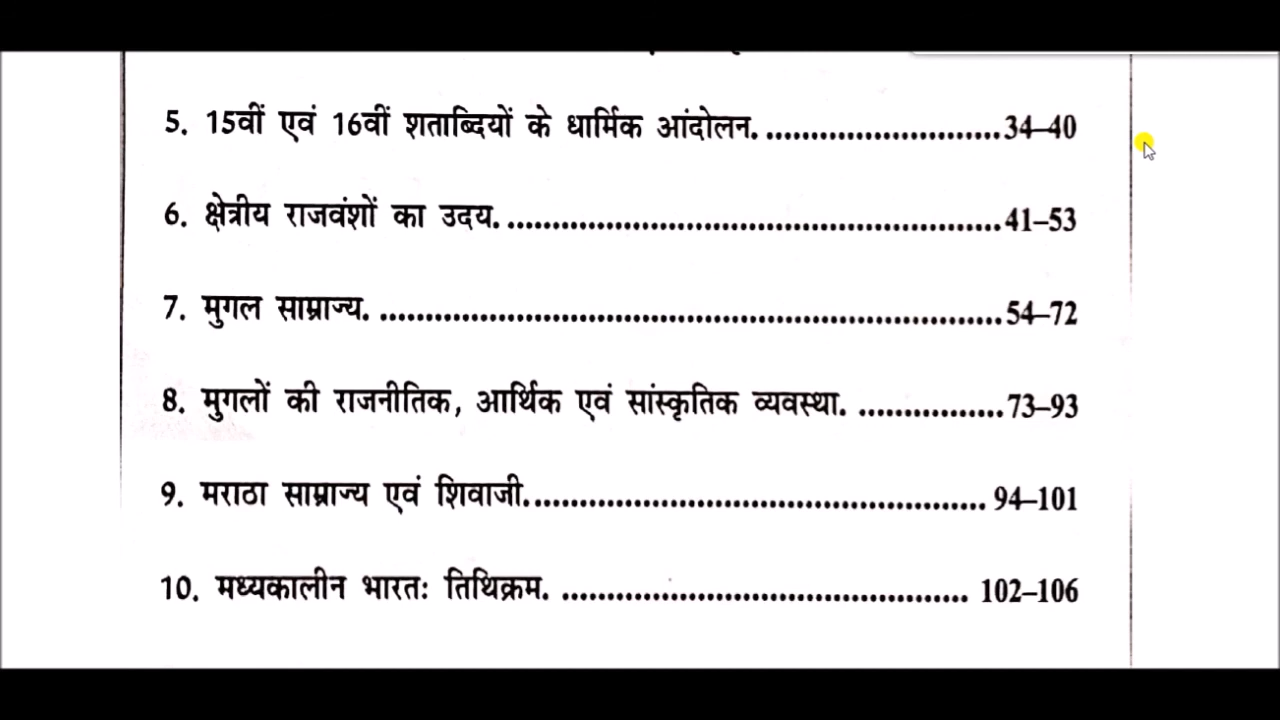 5. 15वीं एवं 16वीं शताब्दियों के धार्मिक आंदोलन. ..........................34–40
6. क्षेत्रीय राजवंशों का उदय. ......................................................41–53
7. मुगल साम्राज्य. ....................................................................54–72
8. मुगलों की राजनीतिक, आर्थिक एवं सांस्कृतिक व्यवस्था. ................73–93
9. मराठा साम्राज्य एवं शिवाजी.................................................. 94–101
10. मध्यकालीन भारतः तिथिक्रम. ............................................. 102–106